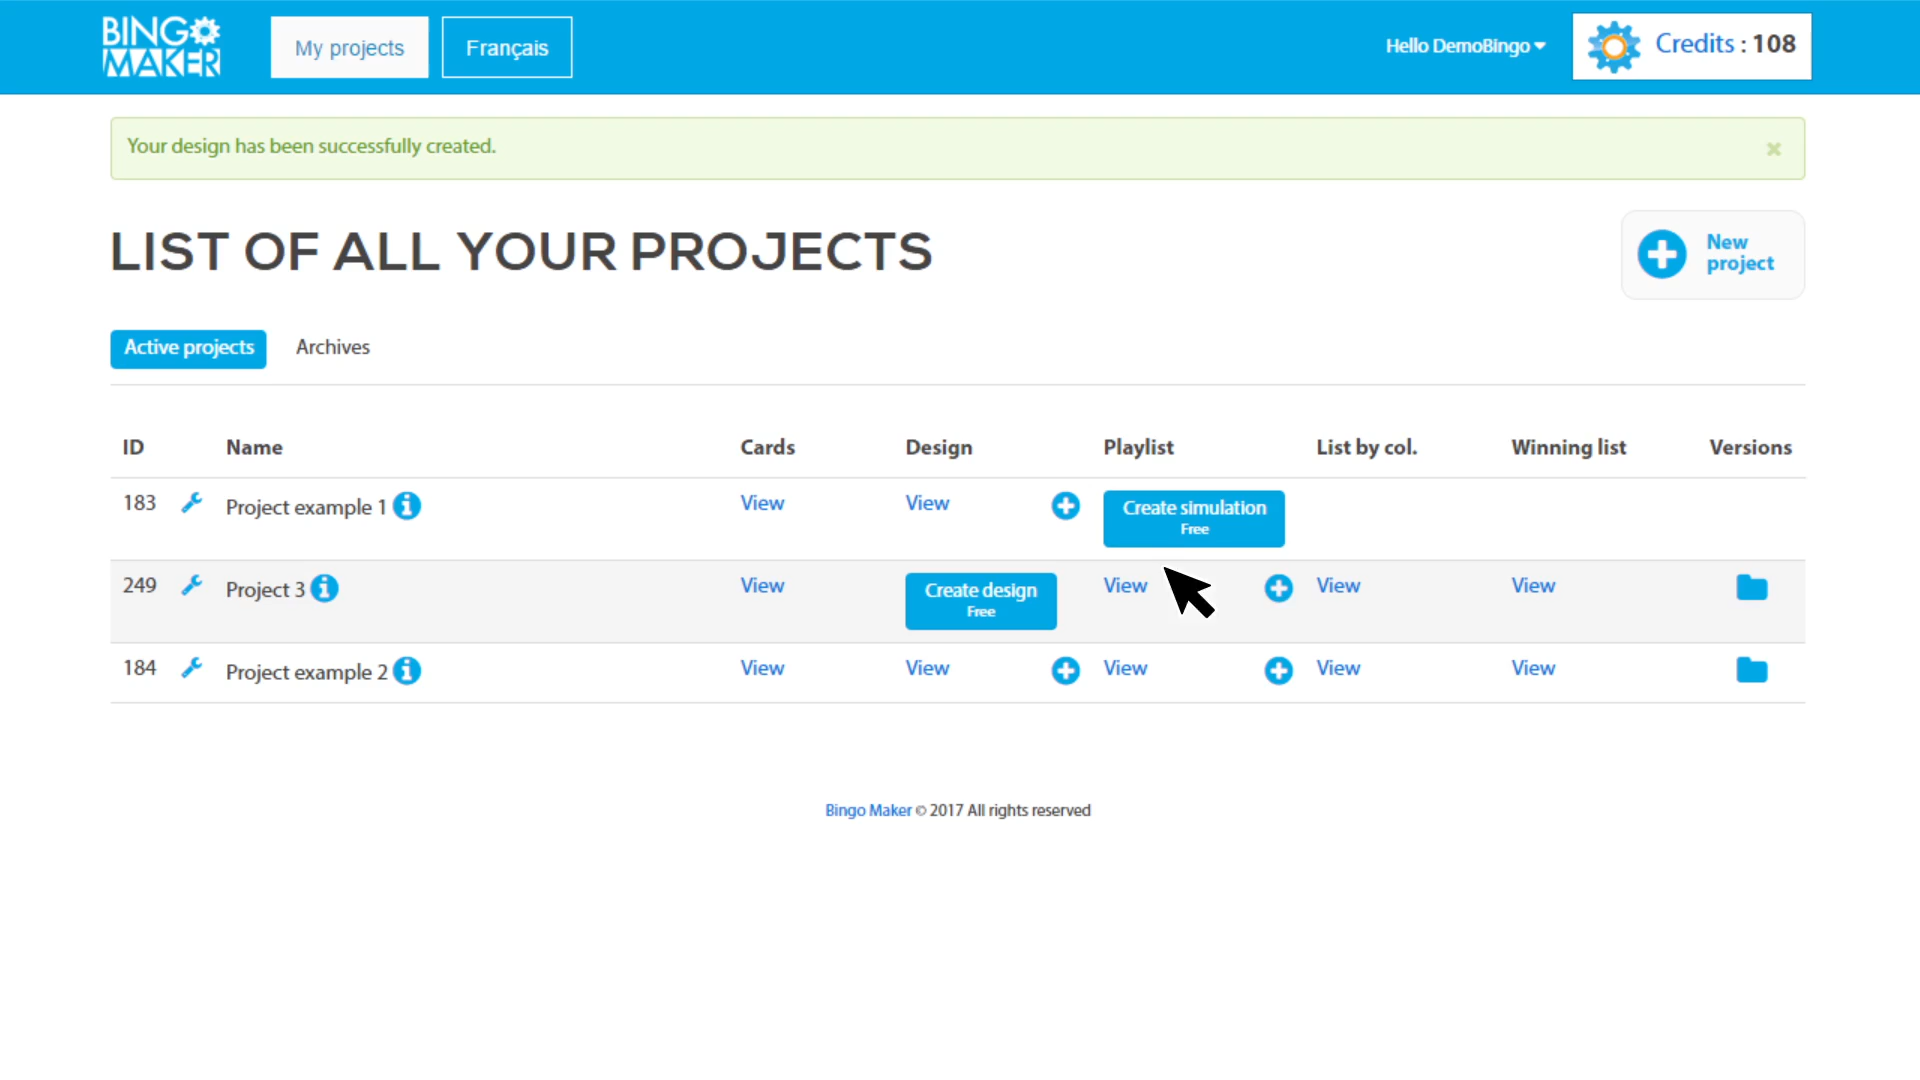 BINGO
MAKER
My projects
Français
Hello DemoBingo
Credits : 108
Your design has been successfully created.
×
LIST OF ALL YOUR PROJECTS
New
project
Active projects
Archives
ID Name Cards Design Playlist List by col. Winning list Versions
183 Project example 1 View View Create simulation
Free
249 Project 3 View Create design View View View
Free
184 Project example 2 View View View View View
Bingo Maker © 2017 All rights reserved